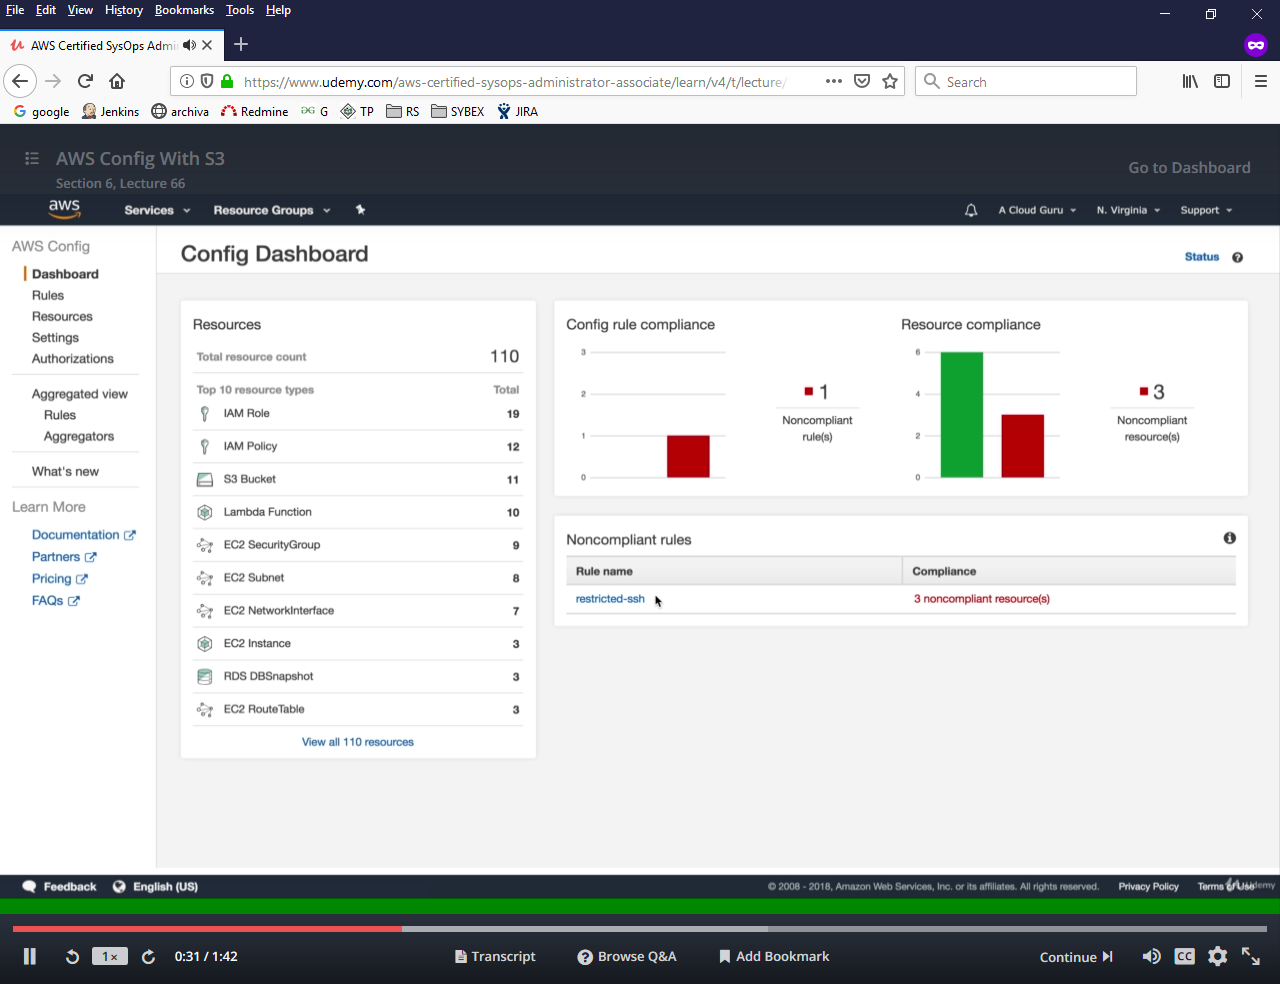 File Edit View History Bookmarks Tools Help
AWS Certified SysOps Admi
https://www.udemy.com/aws-certified-sysops-administrator-associate/learn/v4/t/lecture/
Search
google Jenkins archiva Redmine G TP RS SYBEX JIRA
AWS Config With S3
Section 6, Lecture 66
Go to Dashboard
aws Services Resource Groups A Cloud Guru N. Virginia Support
AWS Config
Dashboard
Rules
Resources
Settings
Authorizations
Aggregated view
Rules
Aggregators
What's new
Learn More
Documentation
Partners
Pricing
FAQs
Config Dashboard
Status
Resources
Total resource count 110
Top 10 resource types Total
IAM Role 19
IAM Policy 12
S3 Bucket 11
Lambda Function 10
EC2 SecurityGroup 9
EC2 Subnet 8
EC2 NetworkInterface 7
EC2 Instance 3
RDS DBSnapshot 3
EC2 RouteTable 3
View all 110 resources
Config rule compliance
3
2
1
0
1
Noncompliant
rule(s)
Resource compliance
6
4
2
0
3
Noncompliant
resource(s)
Noncompliant rules
Rule name Compliance
restricted-ssh 3 noncompliant resource(s)
Feedback English (US)
© 2008 - 2018, Amazon Web Services, Inc. or its affiliates. All rights reserved. Privacy Policy Terms of Use
Udemy
1x 0:31 / 1:42 Transcript Browse Q&A Add Bookmark Continue CC